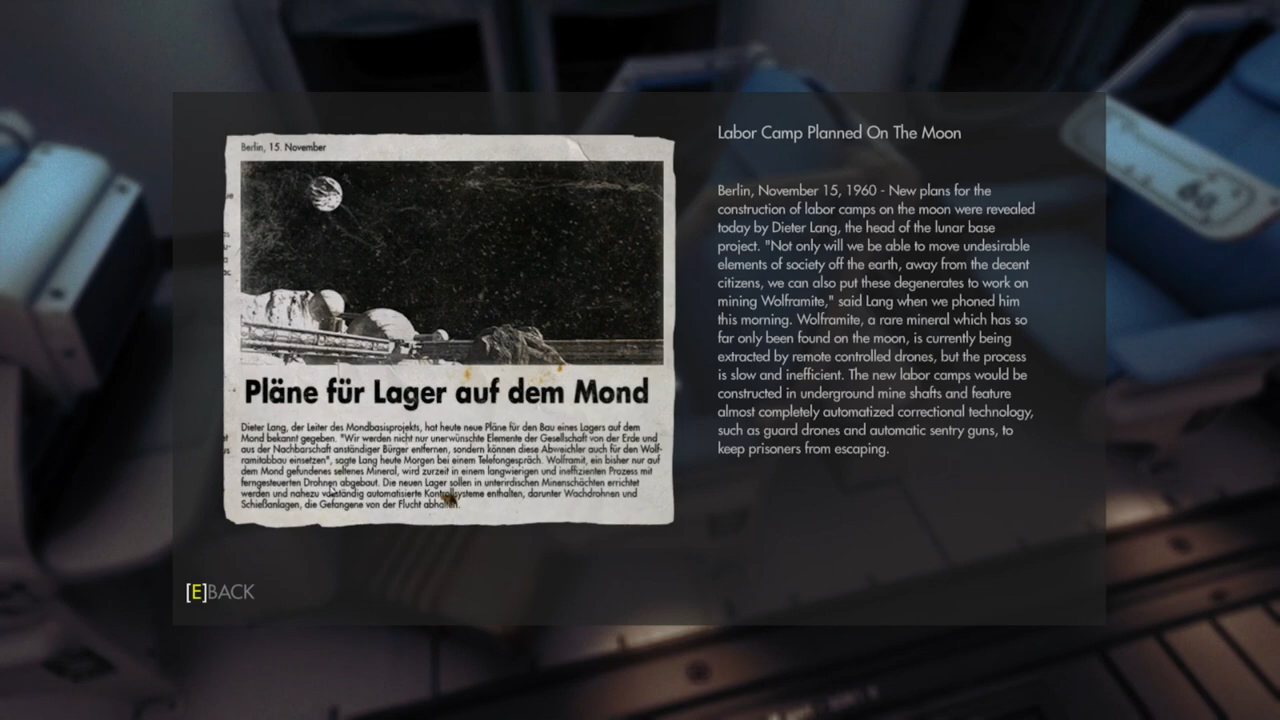 Berlin, 15. November
Pläne für Lager auf dem Mond
Dieter Lang, der Leiter des Mondbasisprojekts, hat heute neue Pläne für den Bau eines Lagers auf dem
Mond bekannt gegeben. "Wir werden nicht nur unerwünschte Elemente der Gesellschaft von der Erde und
aus der Nachbarschaft anständiger Bürger entfernen, sondern können diese Abweichler auch für den Wolf-
ramitabbau einsetzen", sagte Lang heute Morgen bei einem Telefongespräch. Wolframit, ein bisher nur auf
dem Mond gefundenes seltenes Mineral, wird zurzeit in einem langwierigen und ineffizienten Prozess mit
ferngesteuerten Drohnen abgebaut. Die neuen Lager sollen in unterirdischen Minenschächten errichtet
werden und nahezu vollständig automatisierte Kontrollsysteme enthalten, darunter Wachdrohnen und
Schießanlagen, die Gefangene von der Flucht abhalten.
Labor Camp Planned On The Moon
Berlin, November 15, 1960 - New plans for the
construction of labor camps on the moon were revealed
today by Dieter Lang, the head of the lunar base
project. "Not only will we be able to move undesirable
elements of society off the earth, away from the decent
citizens, we can also put these degenerates to work on
mining Wolframite," said Lang when we phoned him
this morning. Wolframite, a rare mineral which has so
far only been found on the moon, is currently being
extracted by remote controlled drones, but the process
is slow and inefficient. The new labor camps would be
constructed in underground mine shafts and feature
almost completely automatized correctional technology,
such as guard drones and automatic sentry guns, to
keep prisoners from escaping.
[E]BACK